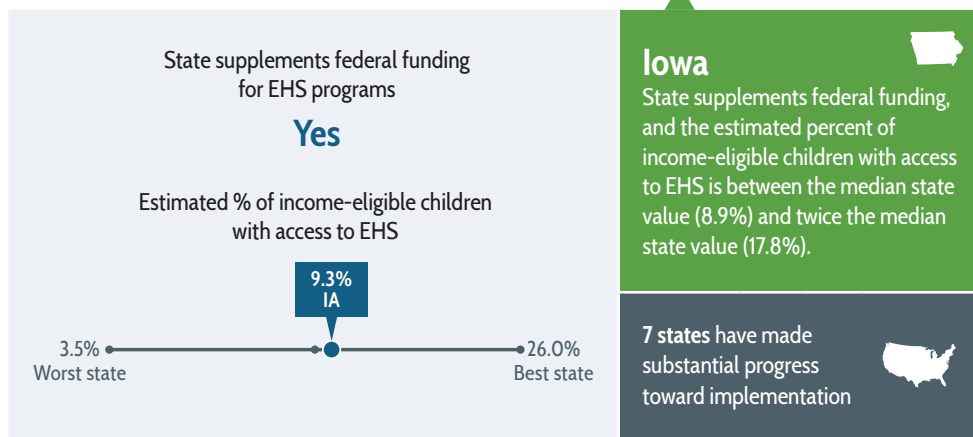 State supplements federal funding
for EHS programs
Yes
Estimated % of income-eligible children
with access to EHS
9.3%
IA
3.5%
Worst state
26.0%
Best state
Iowa
State supplements federal funding,
and the estimated percent of
income-eligible children with access
to EHS is between the median state
value (8.9%) and twice the median
state value (17.8%).
7 states have made
substantial progress
toward implementation